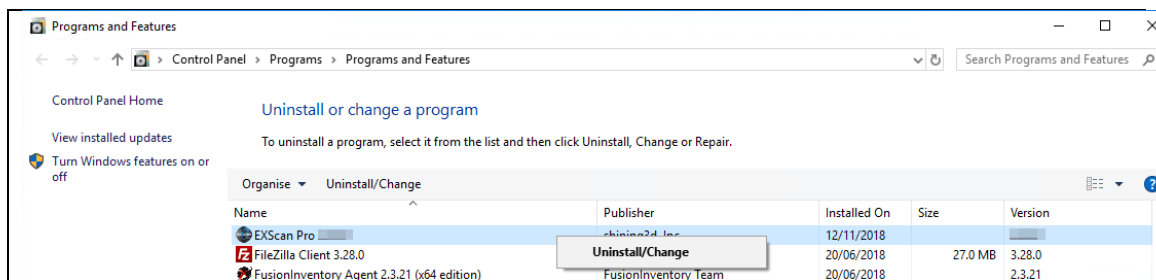 Programs and Features
Control Panel > Programs > Programs and Features
Search Programs and Features
Control Panel Home
Uninstall or change a program
View installed updates
To uninstall a program, select it from the list and then click Uninstall, Change or Repair.
Turn Windows features on or
off
Organise Uninstall/Change
Name Publisher Installed On Size Version
EXScan Pro shining3d, Inc. 12/11/2018
Uninstall/Change
FileZilla Client 3.28.0 20/06/2018 27.0 MB 3.28.0
FusionInventory Agent 2.3.21 (x64 edition) FusionInventory Team 20/06/2018 2.3.21